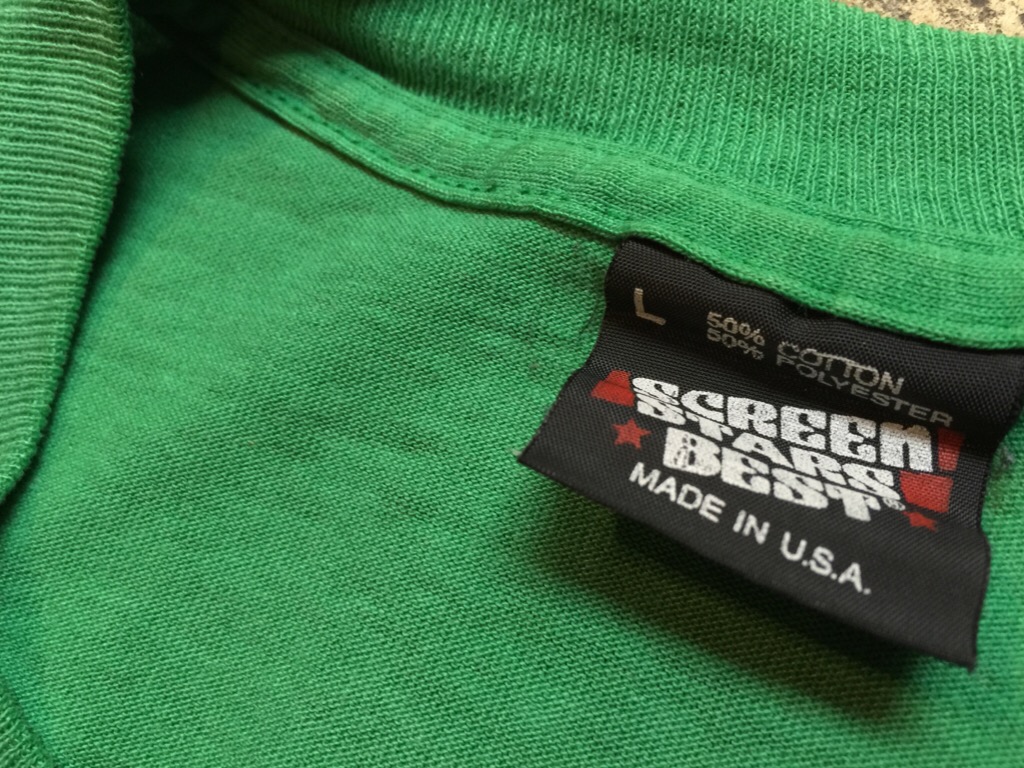 L
50% COTTON
50% POLYESTER
SCREEN
STARS
BEST®
MADE IN U.S.A.